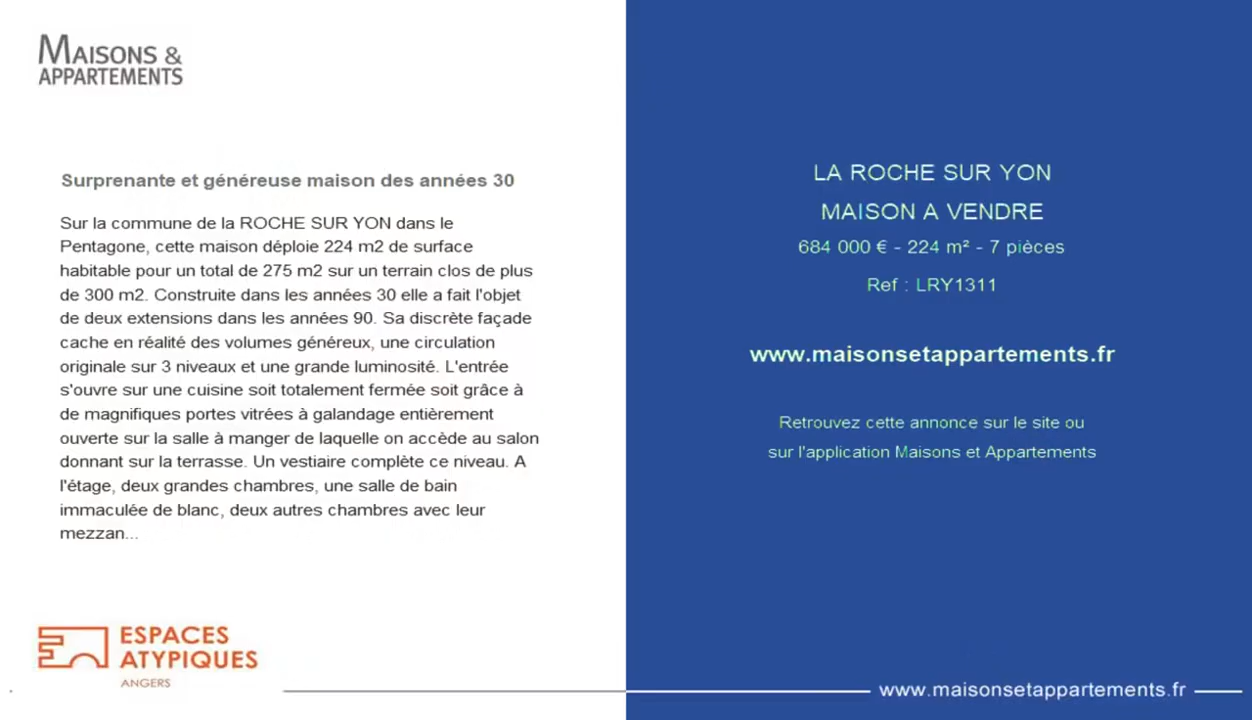 MAISONS &
APPARTEMENTS
Surprenante et généreuse maison des années 30
Sur la commune de la ROCHE SUR YON dans le
Pentagone, cette maison déploie 224 m2 de surface
habitable pour un total de 275 m2 sur un terrain clos de plus
de 300 m2. Construite dans les années 30 elle a fait l'objet
de deux extensions dans les années 90. Sa discrète façade
cache en réalité des volumes généreux, une circulation
originale sur 3 niveaux et une grande luminosité. L'entrée
s'ouvre sur une cuisine soit totalement fermée soit grâce à
de magnifiques portes vitrées à galandage entièrement
ouverte sur la salle à manger de laquelle on accède au salon
donnant sur la terrasse. Un vestiaire complète ce niveau. A
l'étage, deux grandes chambres, une salle de bain
immaculée de blanc, deux autres chambres avec leur
mezzan...
ESPACES
ATYPIQUES
ANGERS
LA ROCHE SUR YON
MAISON A VENDRE
684 000 € - 224 m² - 7 pièces
Ref : LRY1311
www.maisonsetappartements.fr
Retrouvez cette annonce sur le site ou
sur l'application Maisons et Appartements
www.maisonsetappartements.fr